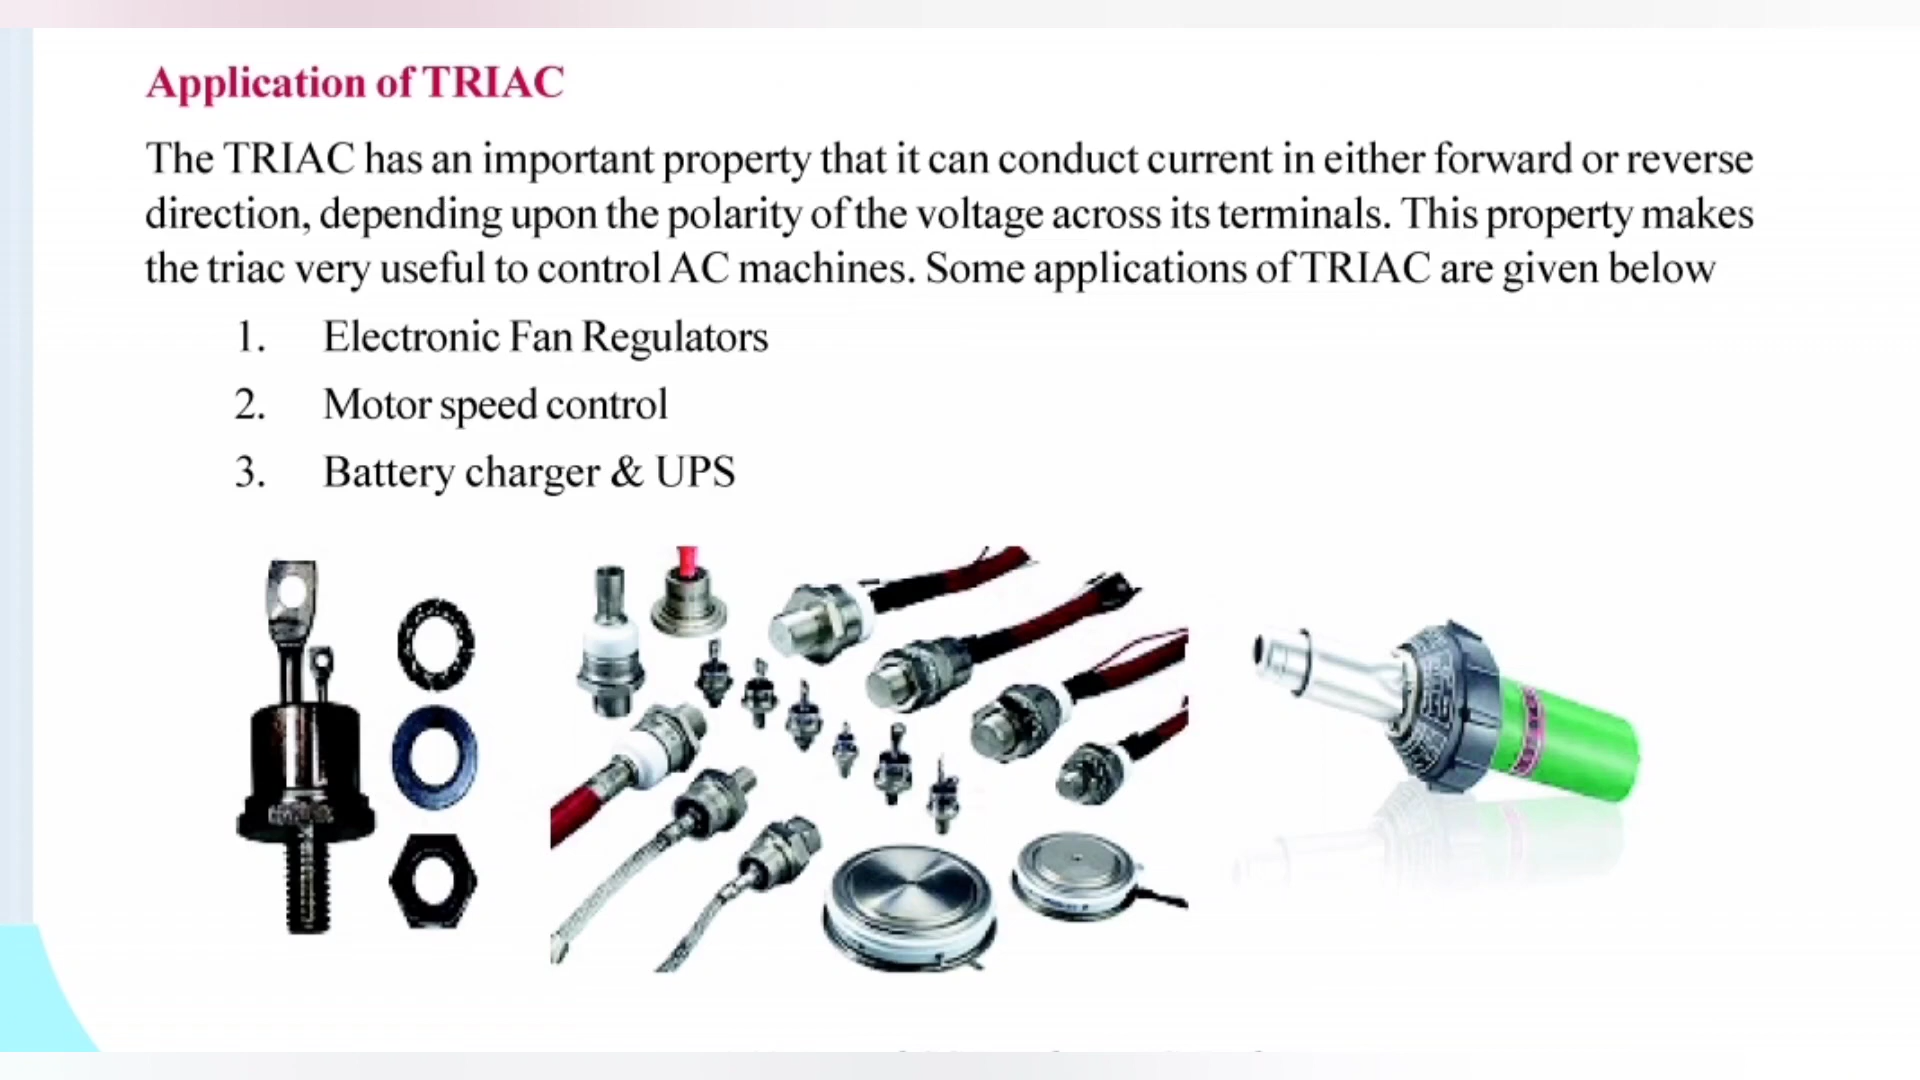 Application of TRIAC
The TRIAC has an important property that it can conduct current in either forward or reverse
direction, depending upon the polarity of the voltage across its terminals. This property makes
the triac very useful to control AC machines. Some applications of TRIAC are given below
1. Electronic Fan Regulators
2. Motor speed control
3. Battery charger & UPS